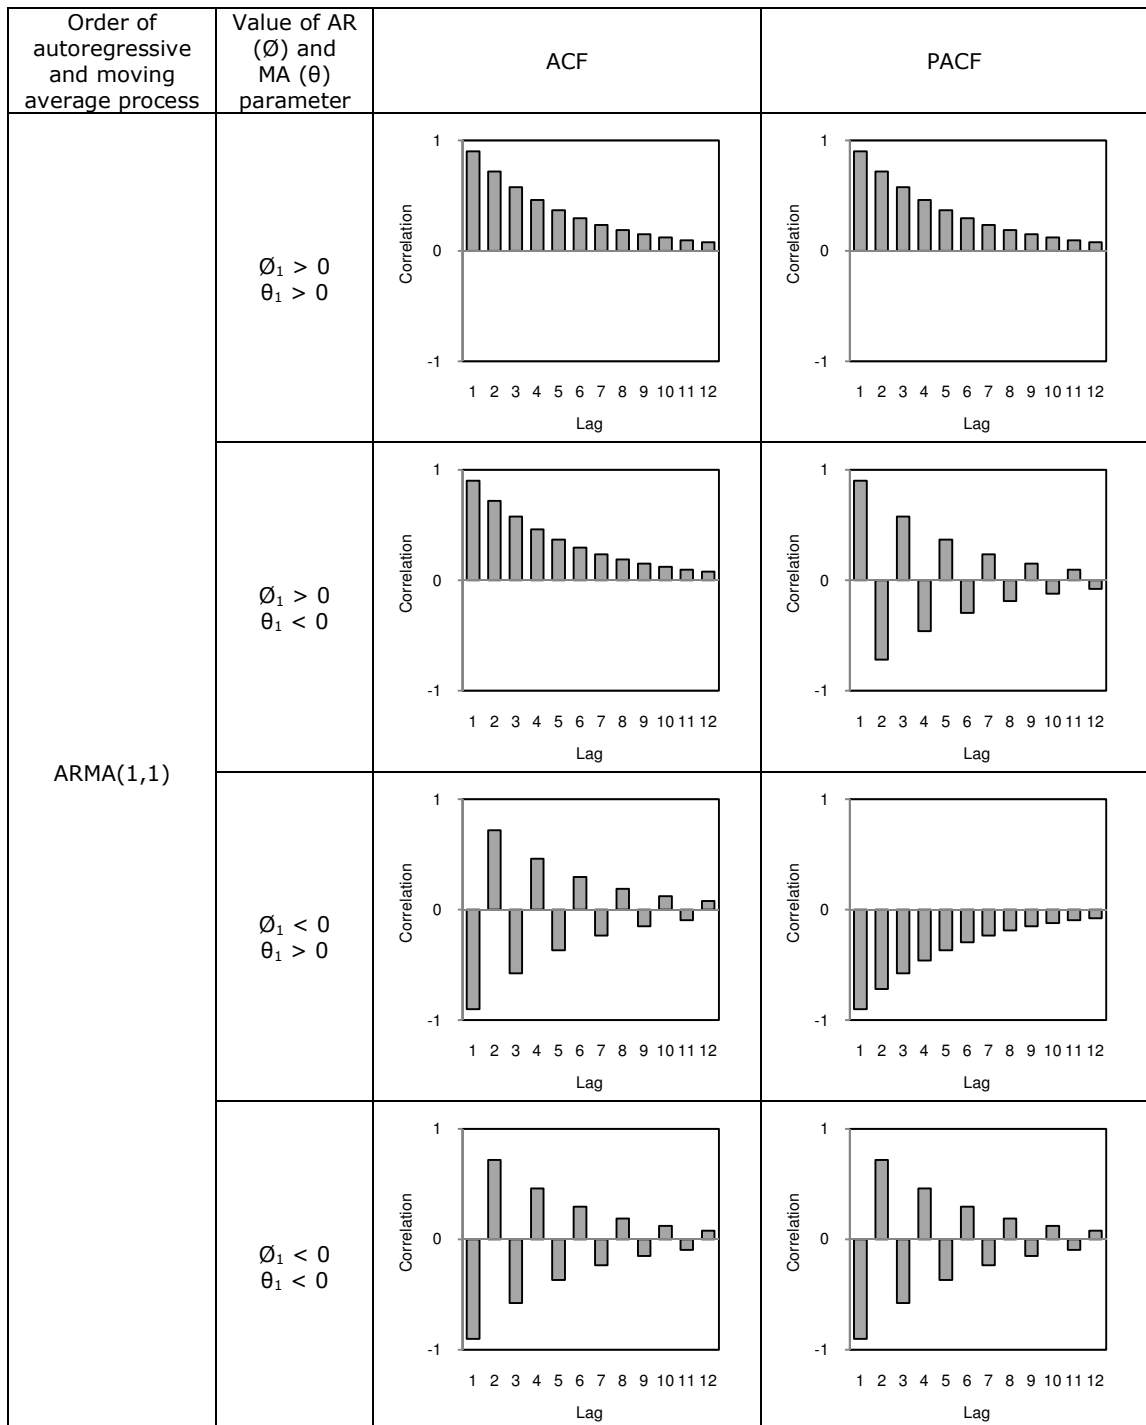 Order of
autoregressive
and moving
average process
Value of AR
(Ø) and
MA (θ)
parameter
ACF
PACF
ARMA(1,1)
Ø₁ > 0
θ₁ > 0
1
0
-1
Correlation
1 2 3 4 5 6 7 8 9 10 11 12
Lag
1
0
-1
Correlation
1 2 3 4 5 6 7 8 9 10 11 12
Lag
Ø₁ > 0
θ₁ < 0
1
0
-1
Correlation
1 2 3 4 5 6 7 8 9 10 11 12
Lag
1
0
-1
Correlation
1 2 3 4 5 6 7 8 9 10 11 12
Lag
Ø₁ < 0
θ₁ > 0
1
0
-1
Correlation
1 2 3 4 5 6 7 8 9 10 11 12
Lag
1
0
-1
Correlation
1 2 3 4 5 6 7 8 9 10 11 12
Lag
Ø₁ < 0
θ₁ < 0
1
0
-1
Correlation
1 2 3 4 5 6 7 8 9 10 11 12
Lag
1
0
-1
Correlation
1 2 3 4 5 6 7 8 9 10 11 12
Lag